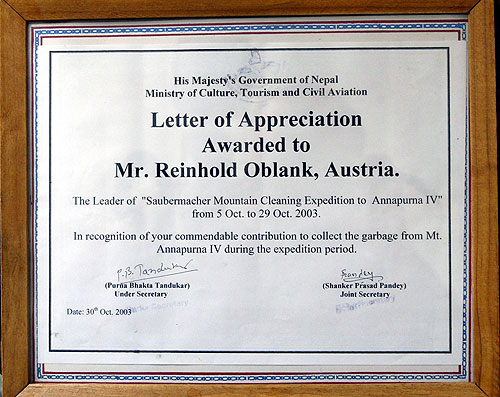 His Majesty's Government of Nepal
Ministry of Culture, Tourism and Civil Aviation
Letter of Appreciation
Awarded to
Mr. Reinhold Oblank, Austria.
The Leader of "Saubermacher Mountain Cleaning Expedition to Annapurna IV"
from 5 Oct. to 29 Oct. 2003.
In recognition of your commendable contribution to collect the garbage from Mt.
Annapurna IV during the expedition period.
P.B. Tandukar Pandey
(Purna Bhakta Tandukar) (Shanker Prasad Pandey)
Under Secretary Joint Secretary
Date: 30th Oct. 2003